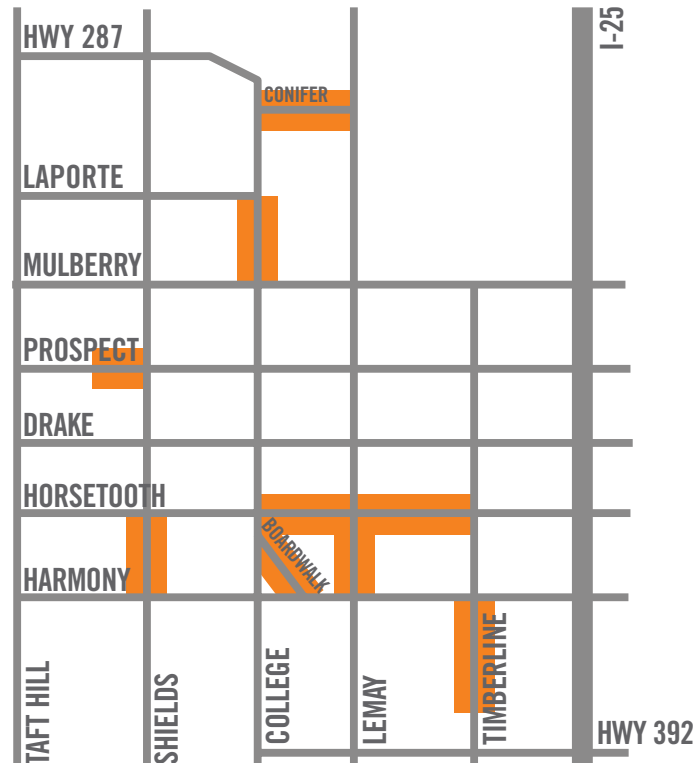 HWY 287
I-25
CONIFER
LAPORTE
MULBERRY
PROSPECT
DRAKE
HORSETOOTH
BOARDWALK
HARMONY
TAFT HILL
SHIELDS
COLLEGE
LEMAY
TIMBERLINE
HWY 392